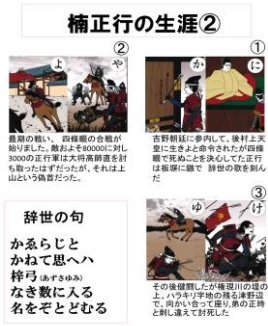 楠正行の生涯②
①
に
か
吉野朝廷に参内して、後村上天
皇に生きよと命令されたが四條
畷で死ぬことを決心してた正行
は板塀に鏃で 辞世の歌を刻ん
だ
②
や
よ
最期の戦い、 四條畷の合戦が
始りました。敵およそ80000に対し
3000の正行軍は大将高師直を討
ち取ったはずだったが、それは上
山という偽首だった。
③
け
ゆ
その後健闘したが権現川の堤の
上、ハラキリ字地の残る津野辺
で、向かい合って座り,弟の正時
と刺し違えて討死した
辞世の句
かゑらじと
かねて思へハ
梓弓(あずさゆみ)
なき数に入る
名をぞとどむる